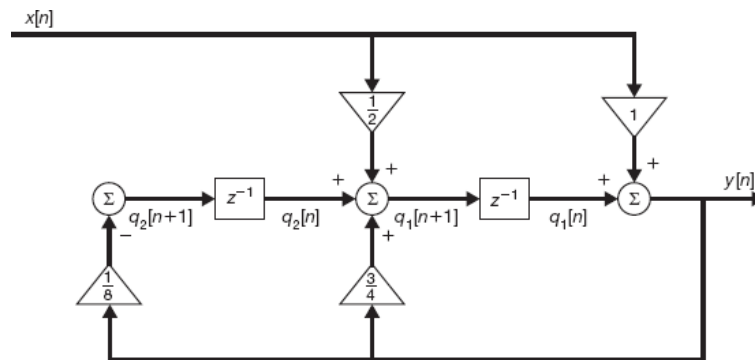 x[n]
1/2
1
+
+
+
+
y[n]
Σ
z⁻¹
Σ
z⁻¹
Σ
q₂[n+1]
q₂[n]
q₁[n+1]
q₁[n]
−
+
1/8
3/4